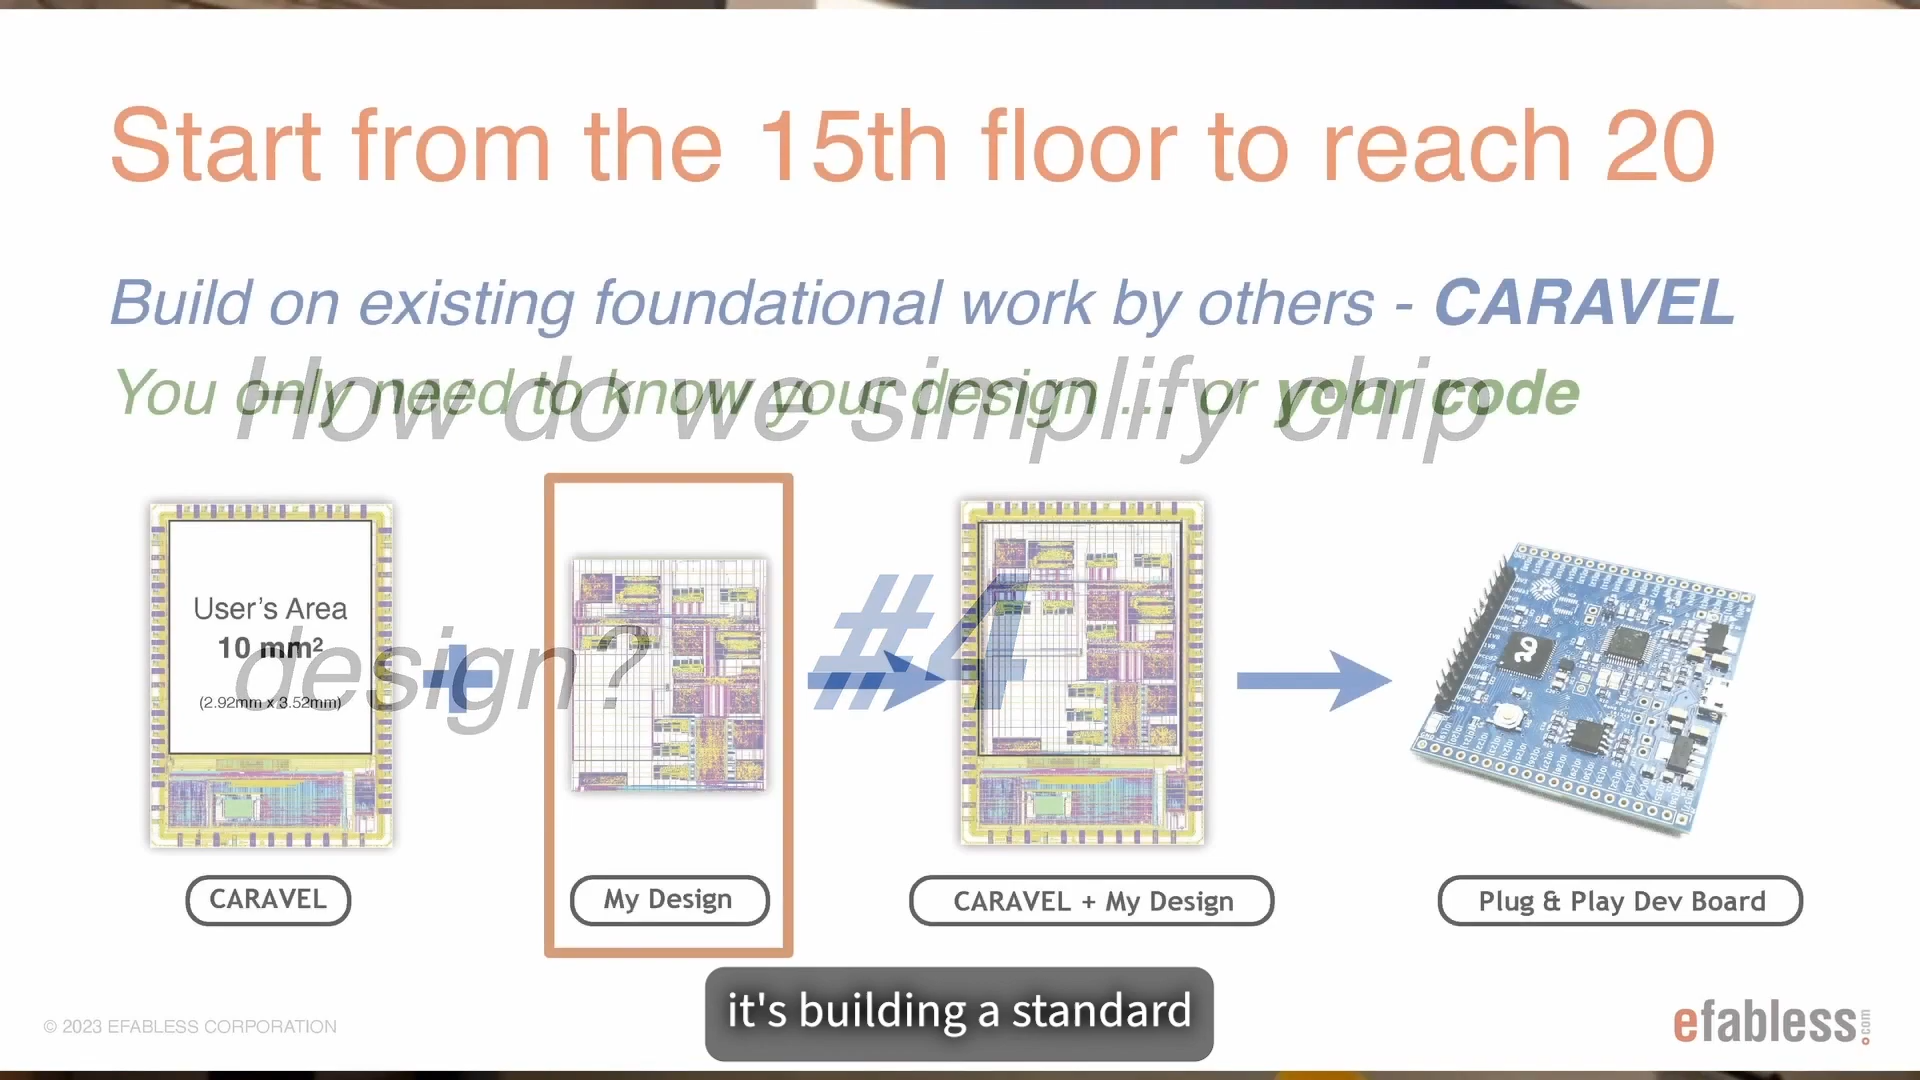 Start from the 15th floor to reach 20
Build on existing foundational work by others - CARAVEL
You only need to know your design ... or your code
How do we simplify chip
design?
#4
User's Area
10 mm²
(2.92mm x 3.52mm)
CARAVEL
My Design
CARAVEL + My Design
Plug & Play Dev Board
it's building a standard
© 2023 EFABLESS CORPORATION
efabless.com